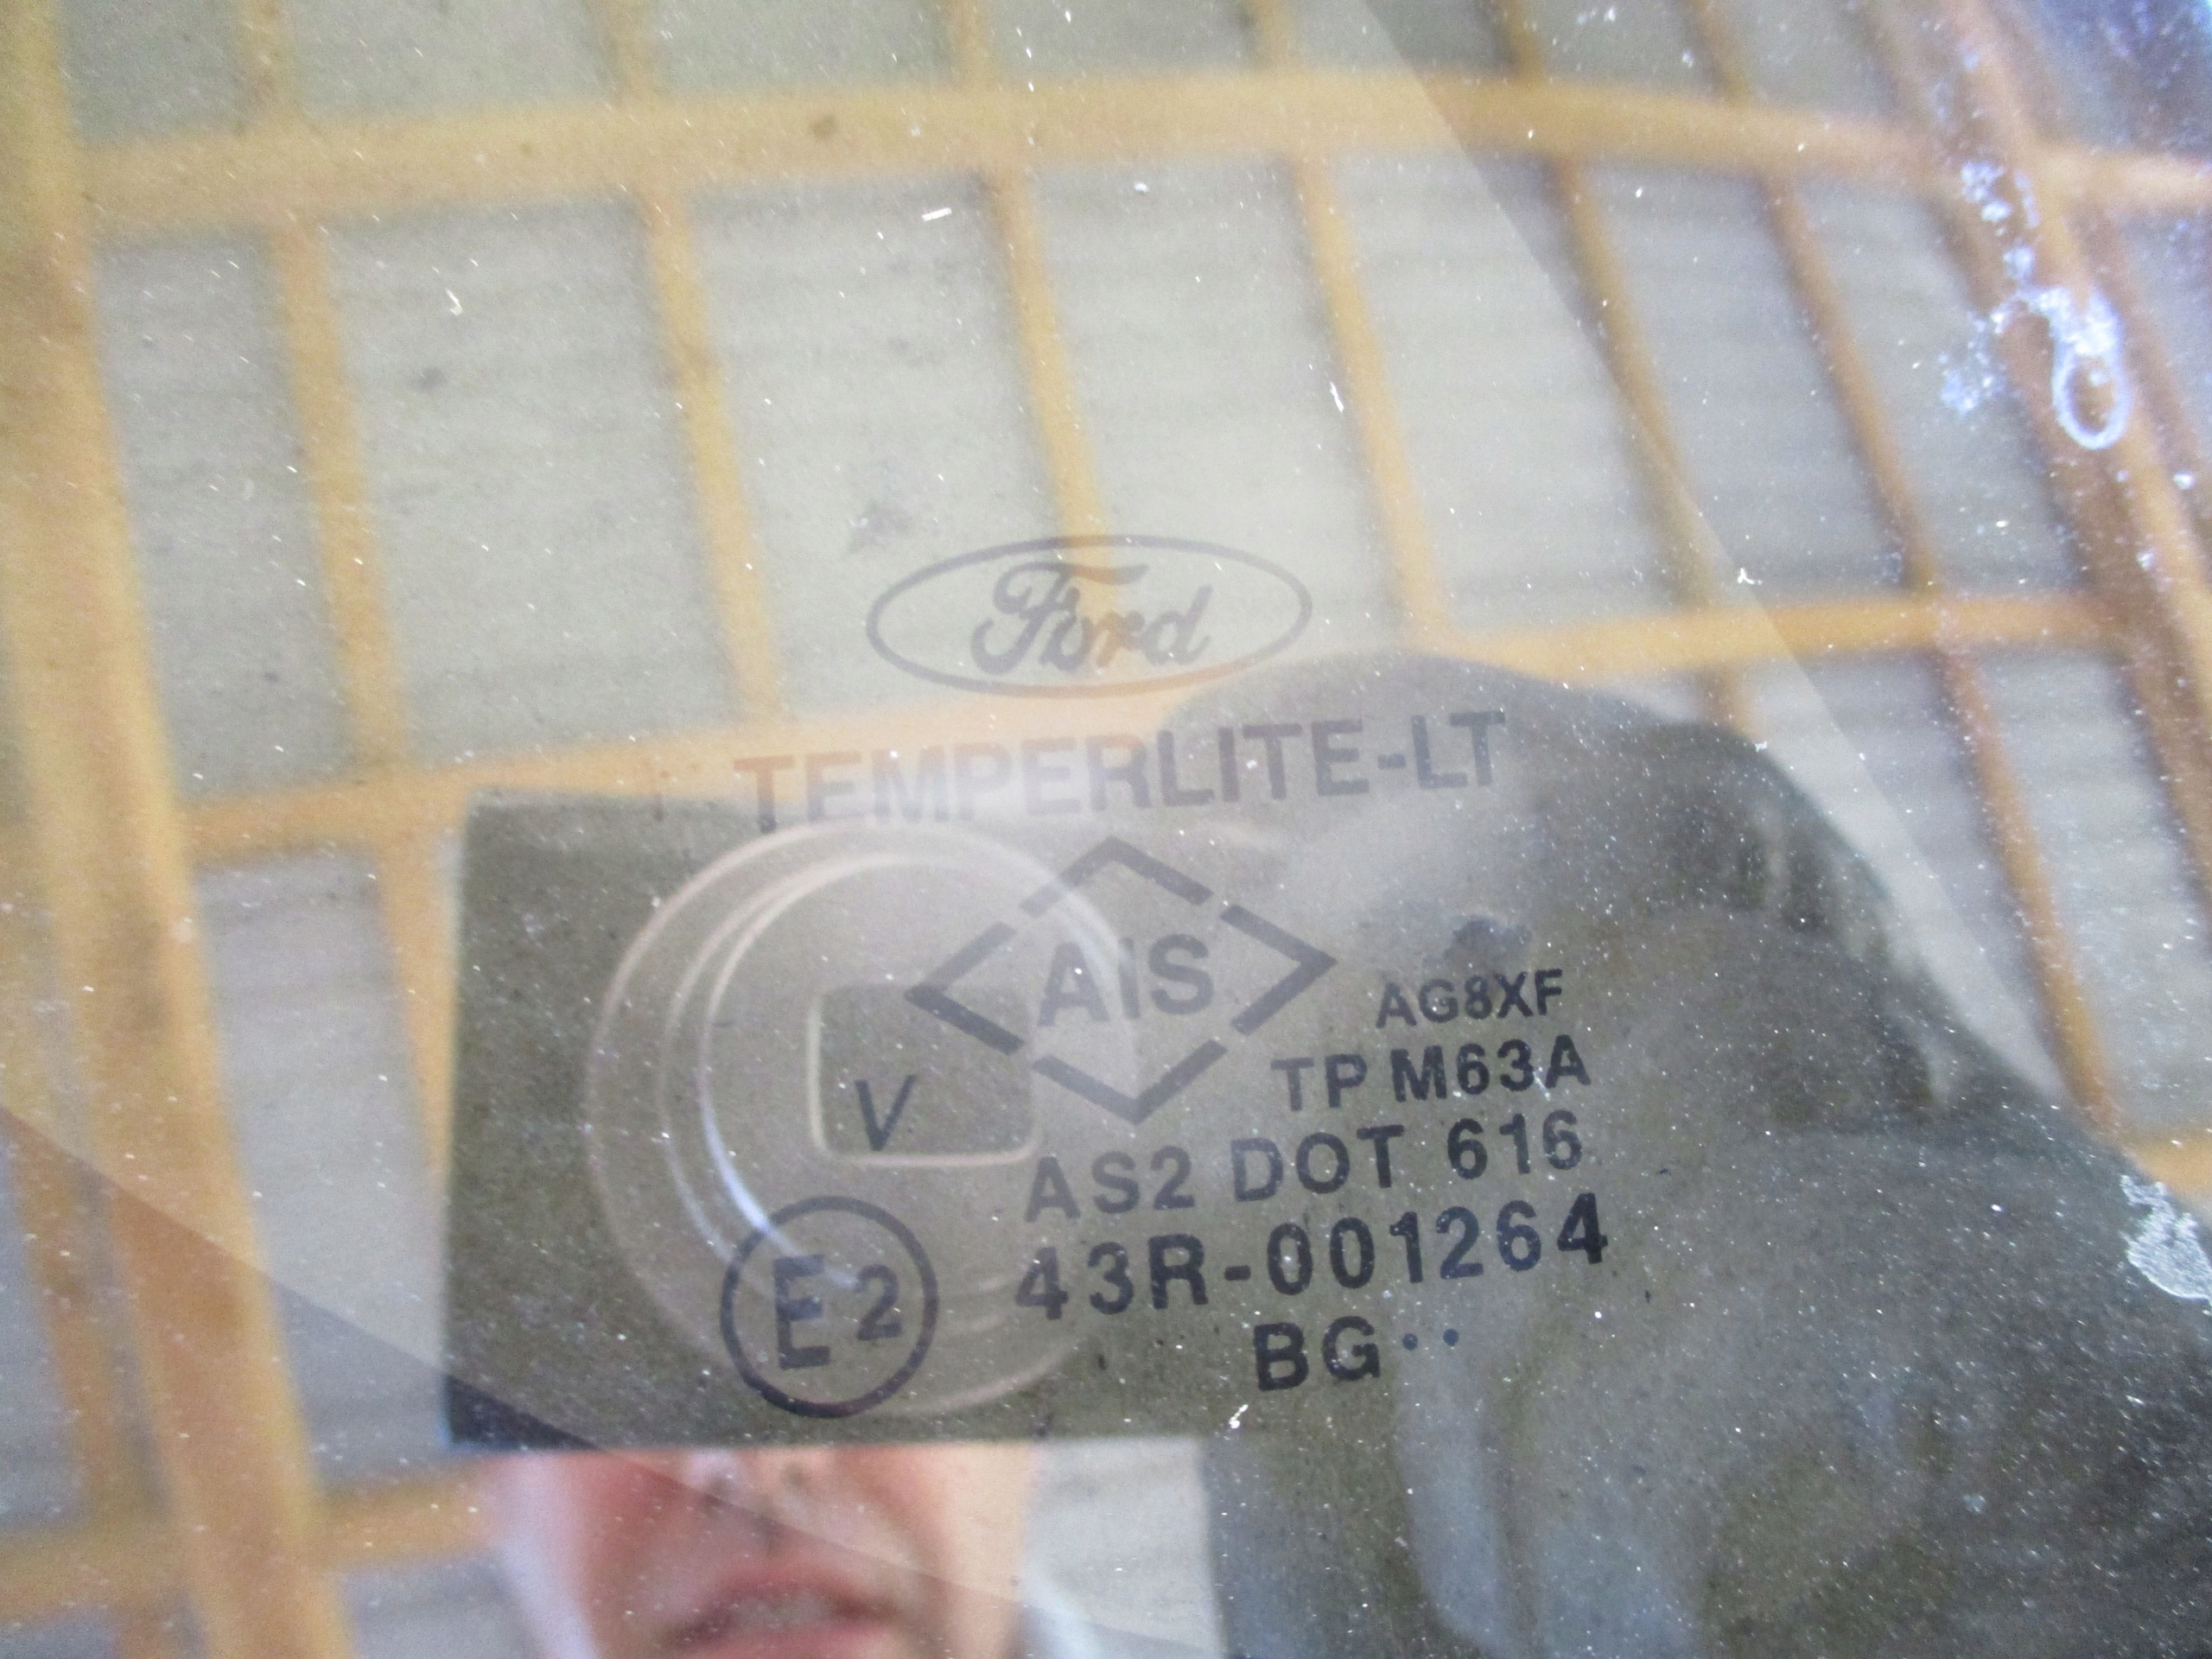 Ford
TEMPERLITE-LT
AIS
AG8XF
TP M63A
V
AS2 DOT 616
E2 43R-001264
BG··